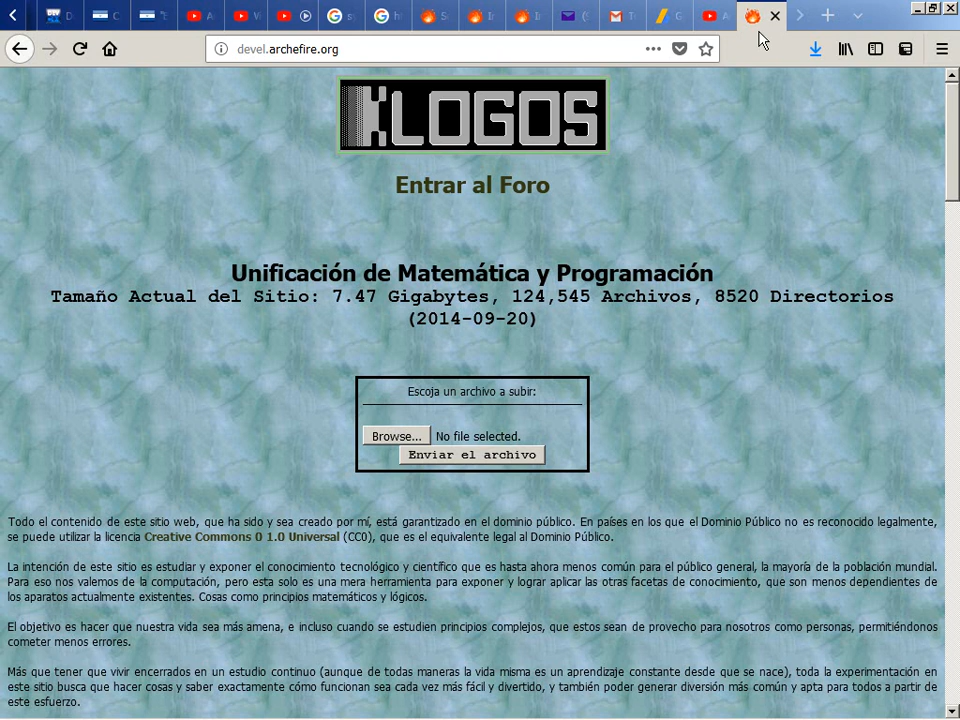 devel.archefire.org
LOGOS
Entrar al Foro
Unificación de Matemática y Programación
Tamaño Actual del Sitio: 7.47 Gigabytes, 124,545 Archivos, 8520 Directorios
(2014-09-20)
Escoja un archivo a subir:
Browse... No file selected.
Enviar el archivo
Todo el contenido de este sitio web, que ha sido y sea creado por mí, está garantizado en el dominio público. En países en los que el Dominio Público no es reconocido legalmente,
se puede utilizar la licencia Creative Commons 0 1.0 Universal (CC0), que es el equivalente legal al Dominio Público.
La intención de este sitio es estudiar y exponer el conocimiento tecnológico y científico que es hasta ahora menos común para el público general, la mayoría de la población mundial.
Para eso nos valemos de la computación, pero esta solo es una mera herramienta para exponer y lograr aplicar las otras facetas de conocimiento, que son menos dependientes de
los aparatos actualmente existentes. Cosas como principios matemáticos y lógicos.
El objetivo es hacer que nuestra vida sea más amena, e incluso cuando se estudien principios complejos, que estos sean de provecho para nosotros como personas, permitiéndonos
cometer menos errores.
Más que tener que vivir encerrados en un estudio continuo (aunque de todas maneras la vida misma es un aprendizaje constante desde que se nace), toda la experimentación en
este sitio busca que hacer cosas y saber exactamente cómo funcionan sea cada vez más fácil y divertido, y también poder generar diversión más común y apta para todos a partir de
este esfuerzo.